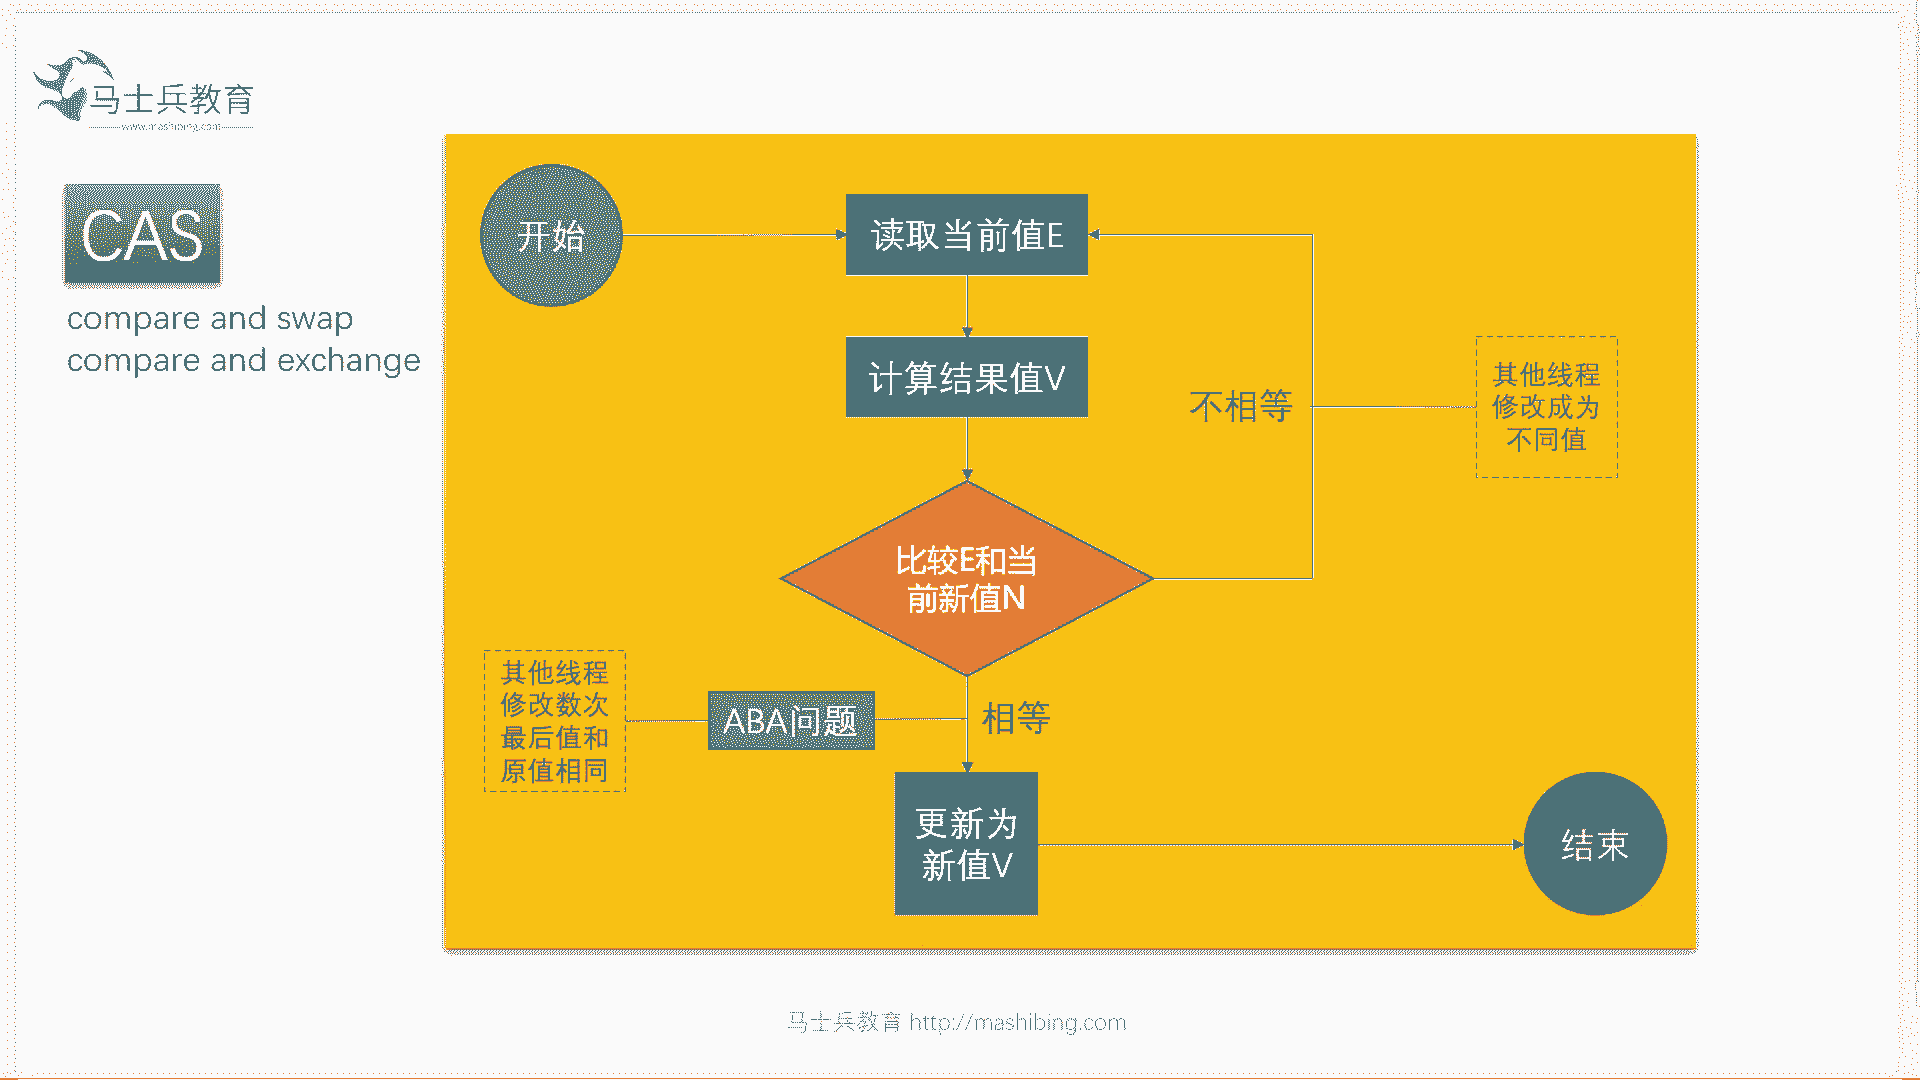 马士兵教育
www.mashibing.com
CAS
compare and swap
compare and exchange
开始
读取当前值E
计算结果值V
不相等
其他线程
修改成为
不同值
比较E和当
前新值N
其他线程
修改数次
最后值和
原值相同
ABA问题
相等
更新为
新值V
结束
马士兵教育 http://mashibing.com